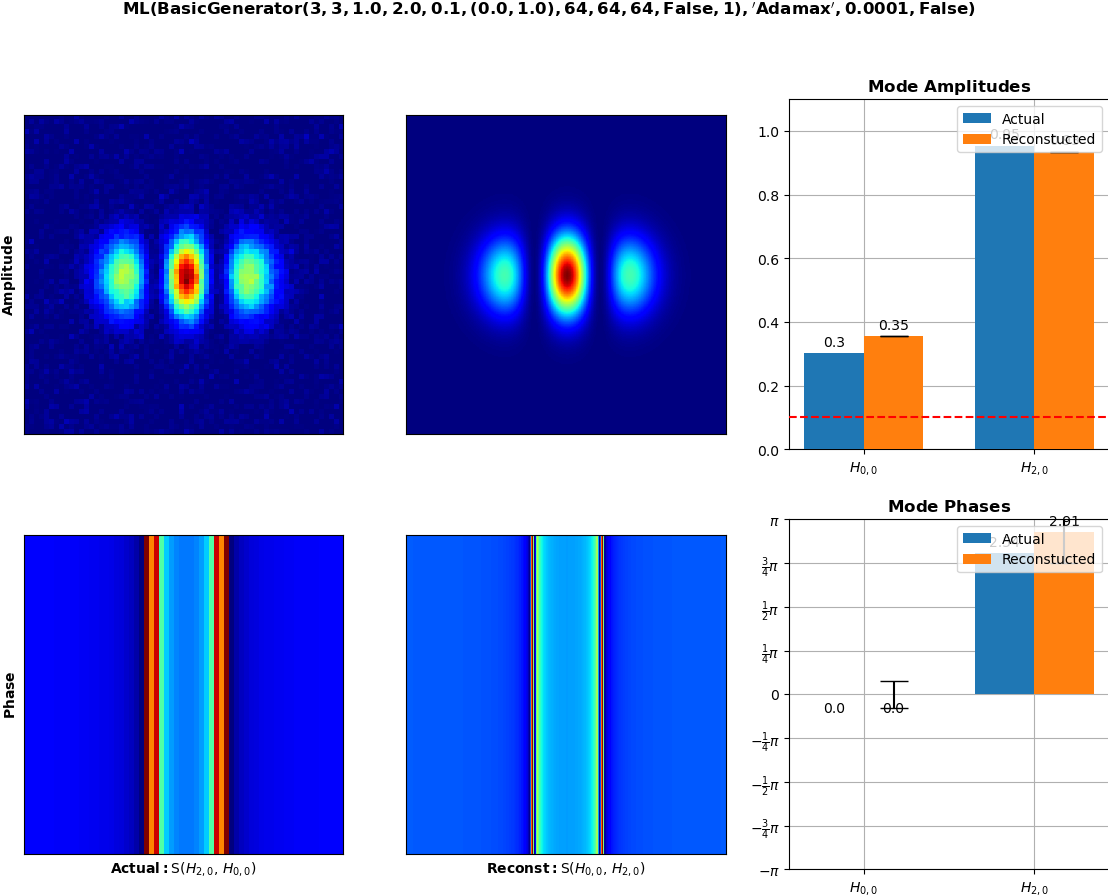 ML(BasicGenerator(3, 3, 1.0, 2.0, 0.1, (0.0, 1.0), 64, 64, 64, False, 1), ′Adamax′, 0.0001, False)
Amplitude
Mode Amplitudes
Actual
Reconstucted
1.0
0.8
0.6
0.4
0.2
0.0
0.3
0.35
0.95
H0,0
H2,0
Phase
Actual: S(H2,0, H0,0)
Reconst: S(H0,0, H2,0)
Mode Phases
Actual
Reconstucted
π
3/4π
1/2π
1/4π
0
−1/4π
−1/2π
−3/4π
−π
0.0
0.0
2.91
H0,0
H2,0